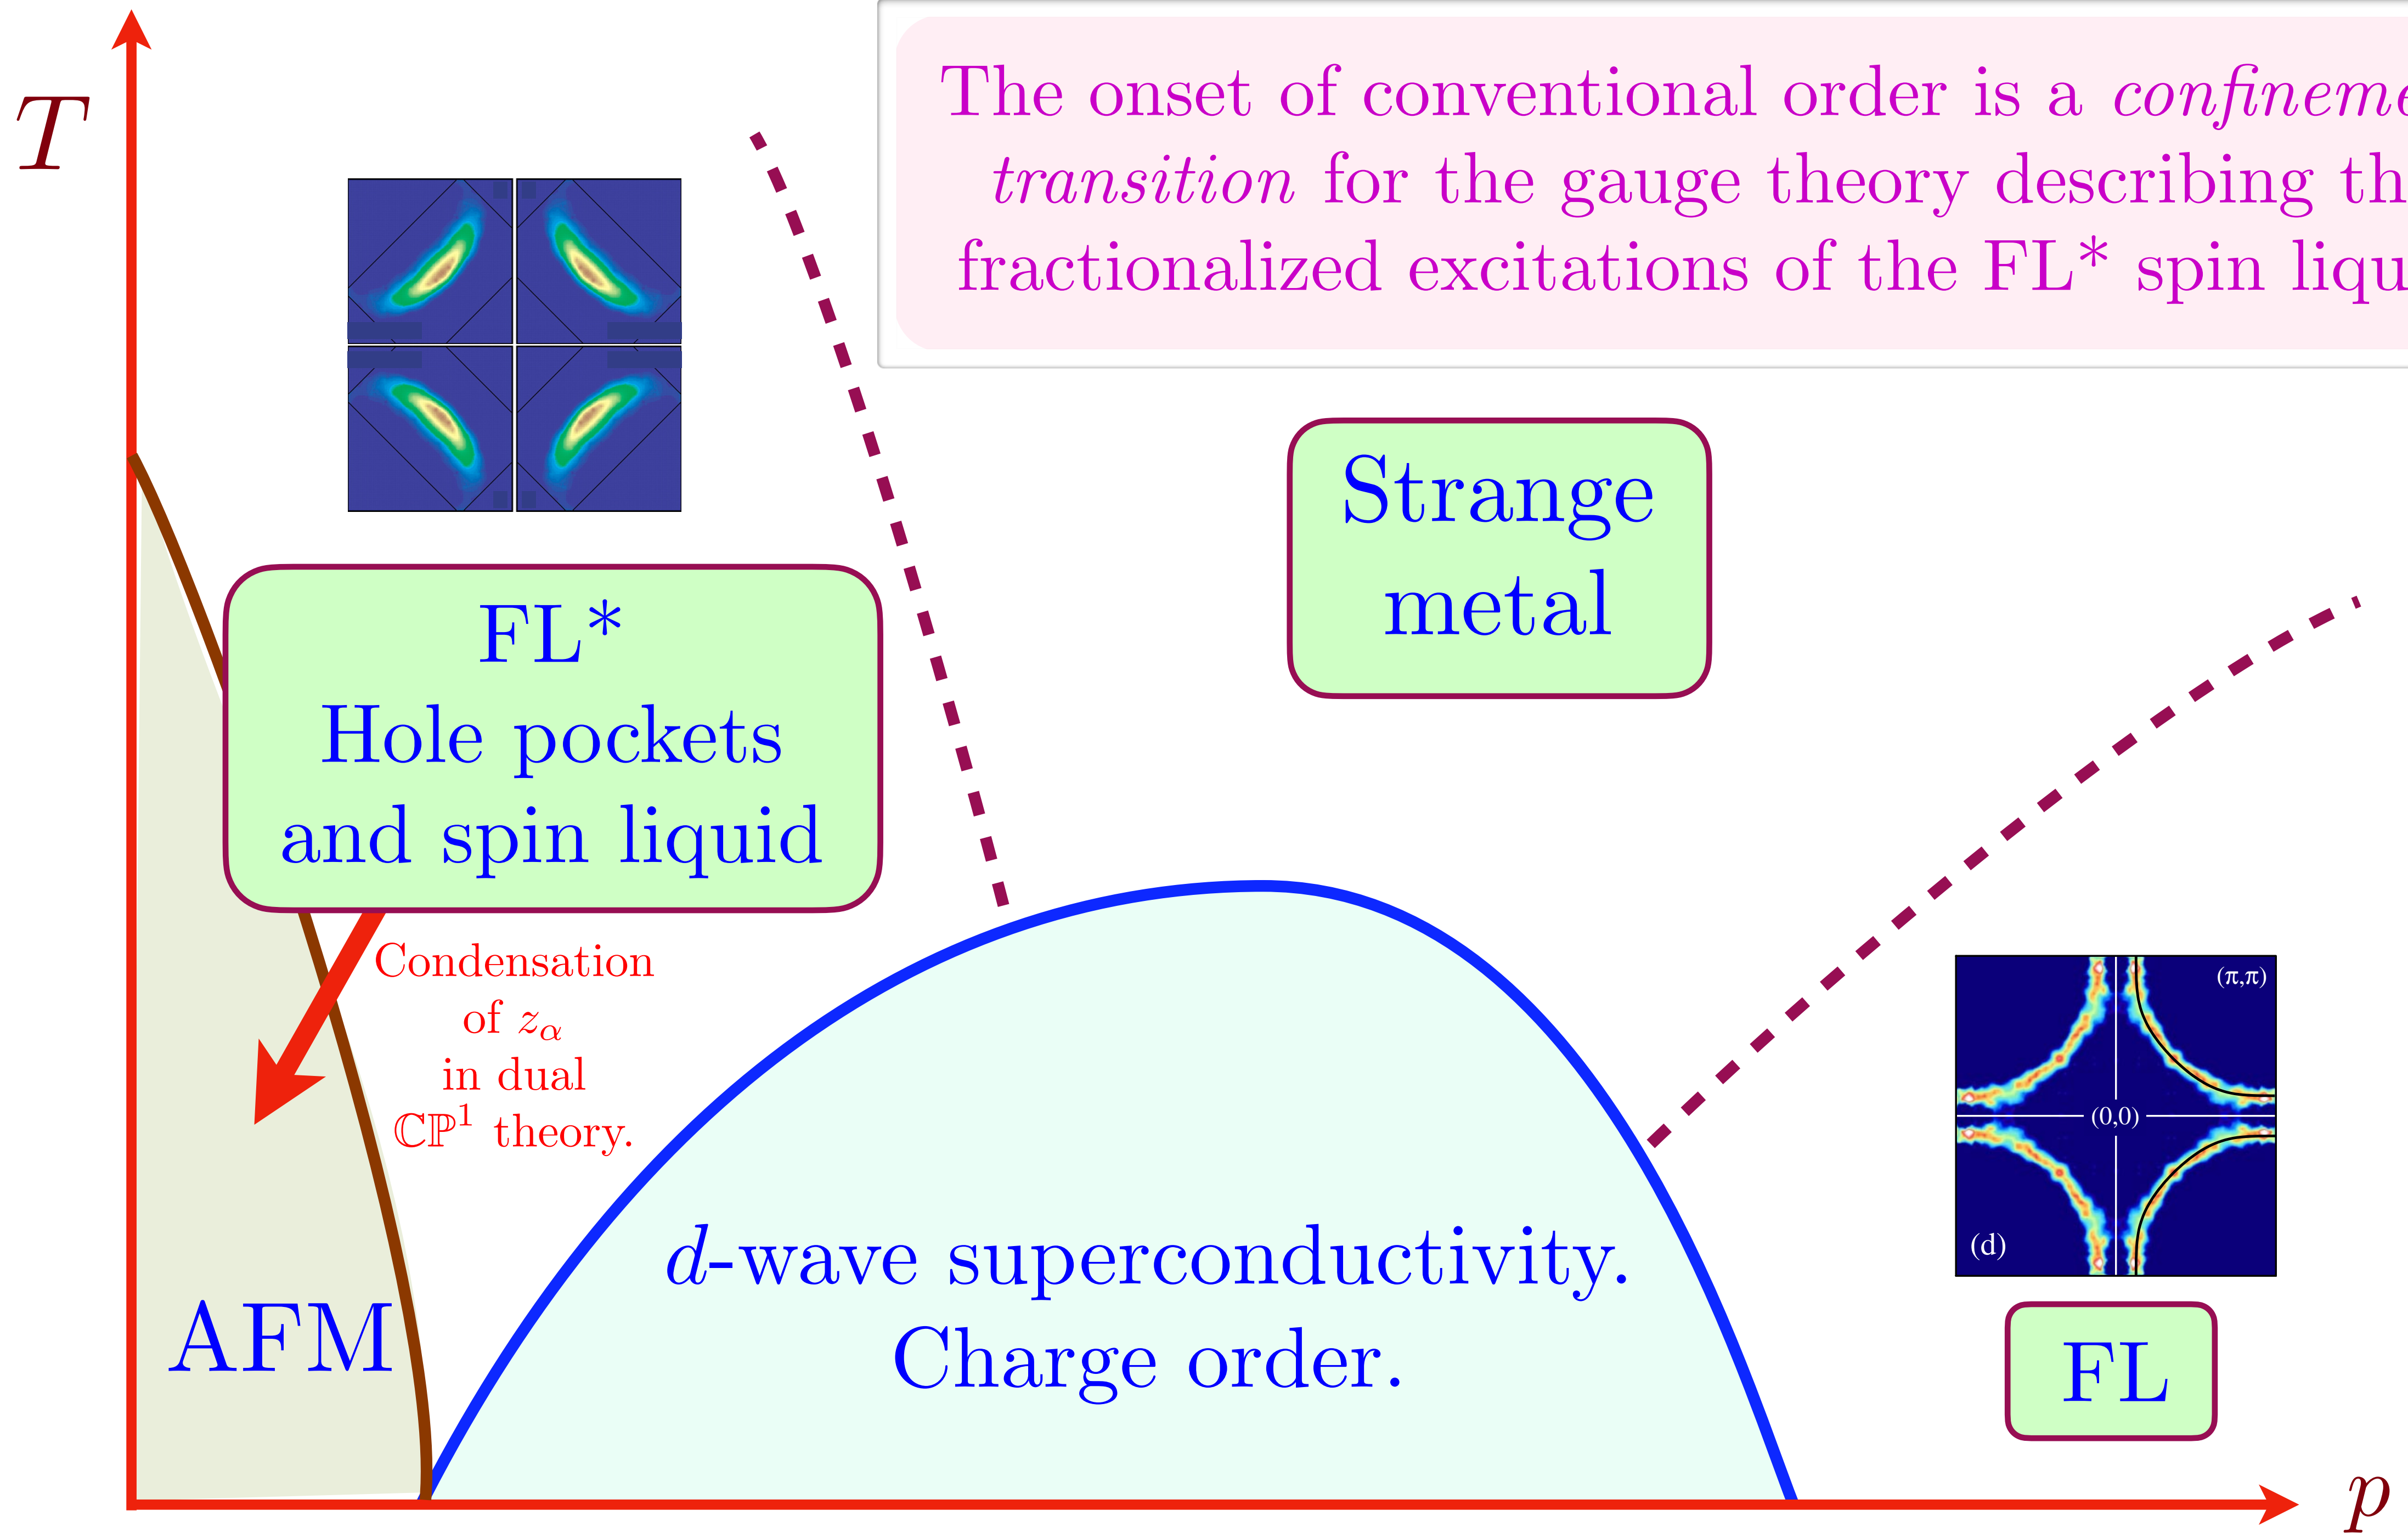 T
The onset of conventional order is a
transition for the gauge theory describing
fractionalized excitations of the FL* spin
Strange
metal
FL*
Hole pockets
and spin liquid
Condensation
of zα
in dual
ℂℙ¹ theory.
(π,π)
(0,0)
(d)
d-wave superconductivity.
Charge order.
AFM
FL
p